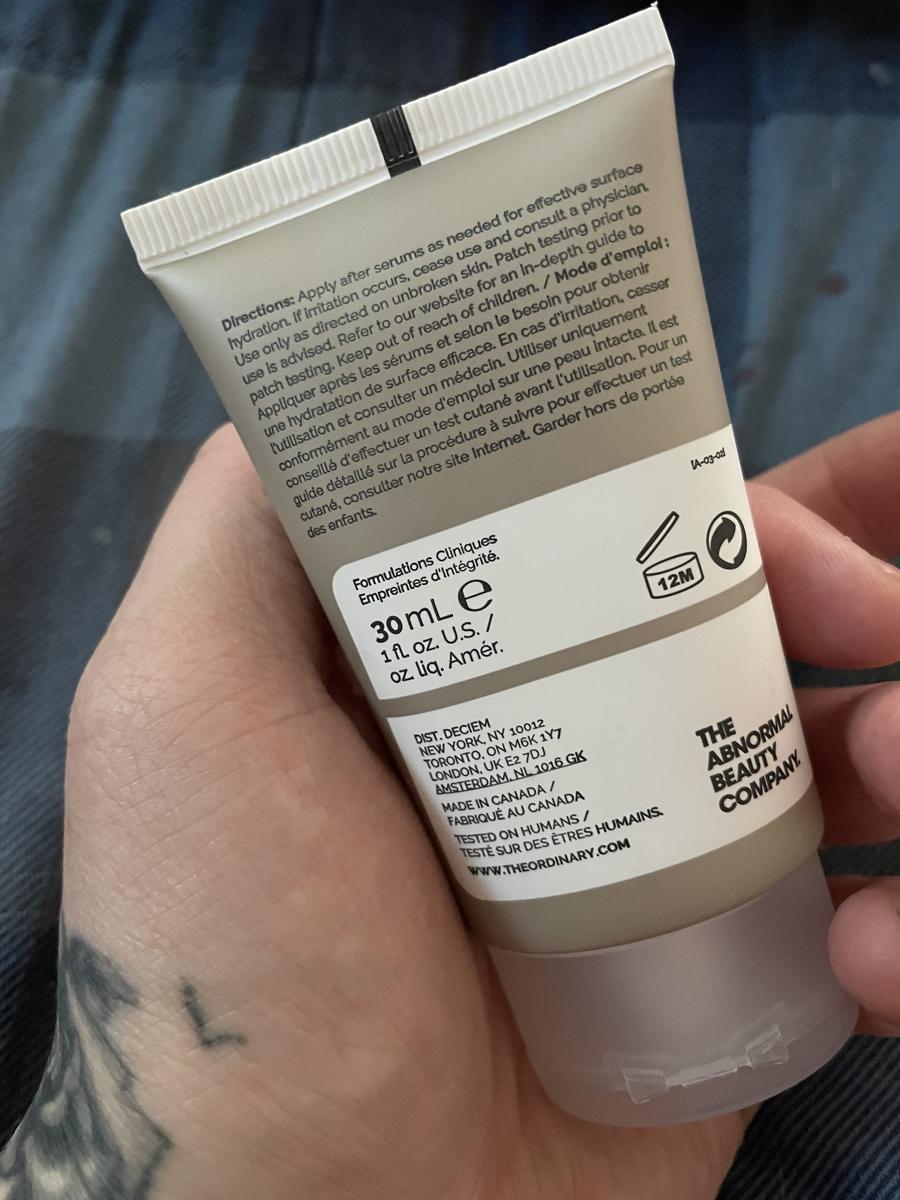 Directions: Apply after serums as needed for effective surface
hydration. If irritation occurs, cease use and consult a physician.
Use only as directed on unbroken skin. Patch testing prior to
use is advised. Refer to our website for an in-depth guide to
patch testing. Keep out of reach of children. / Mode d'emploi :
Appliquer après les sérums et selon le besoin pour obtenir
une hydratation de surface efficace. En cas d'irritation, cesser
l'utilisation et consulter un médecin. Utiliser uniquement
conformément au mode d'emploi sur une peau intacte. Il est
conseillé d'effectuer un test cutané avant l'utilisation. Pour un
guide détaillé sur la procédure à suivre pour effectuer un test
cutané, consulter notre site Internet. Garder hors de portée
des enfants.
[A-03-02]
Formulations Cliniques
Empreintes d'Intégrité.
30 mL e
1 fl. oz. U.S. /
oz. liq. Amér.
12M
DIST. DECIEM
NEW YORK, NY 10012
TORONTO, ON M6K 1Y7
LONDON, UK E2 7DJ
AMSTERDAM, NL 1016 GK
MADE IN CANADA /
FABRIQUÉ AU CANADA
TESTED ON HUMANS /
TESTÉ SUR DES ÊTRES HUMAINS.
WWW.THEORDINARY.COM
THE
ABNORMAL
BEAUTY
COMPANY.
L